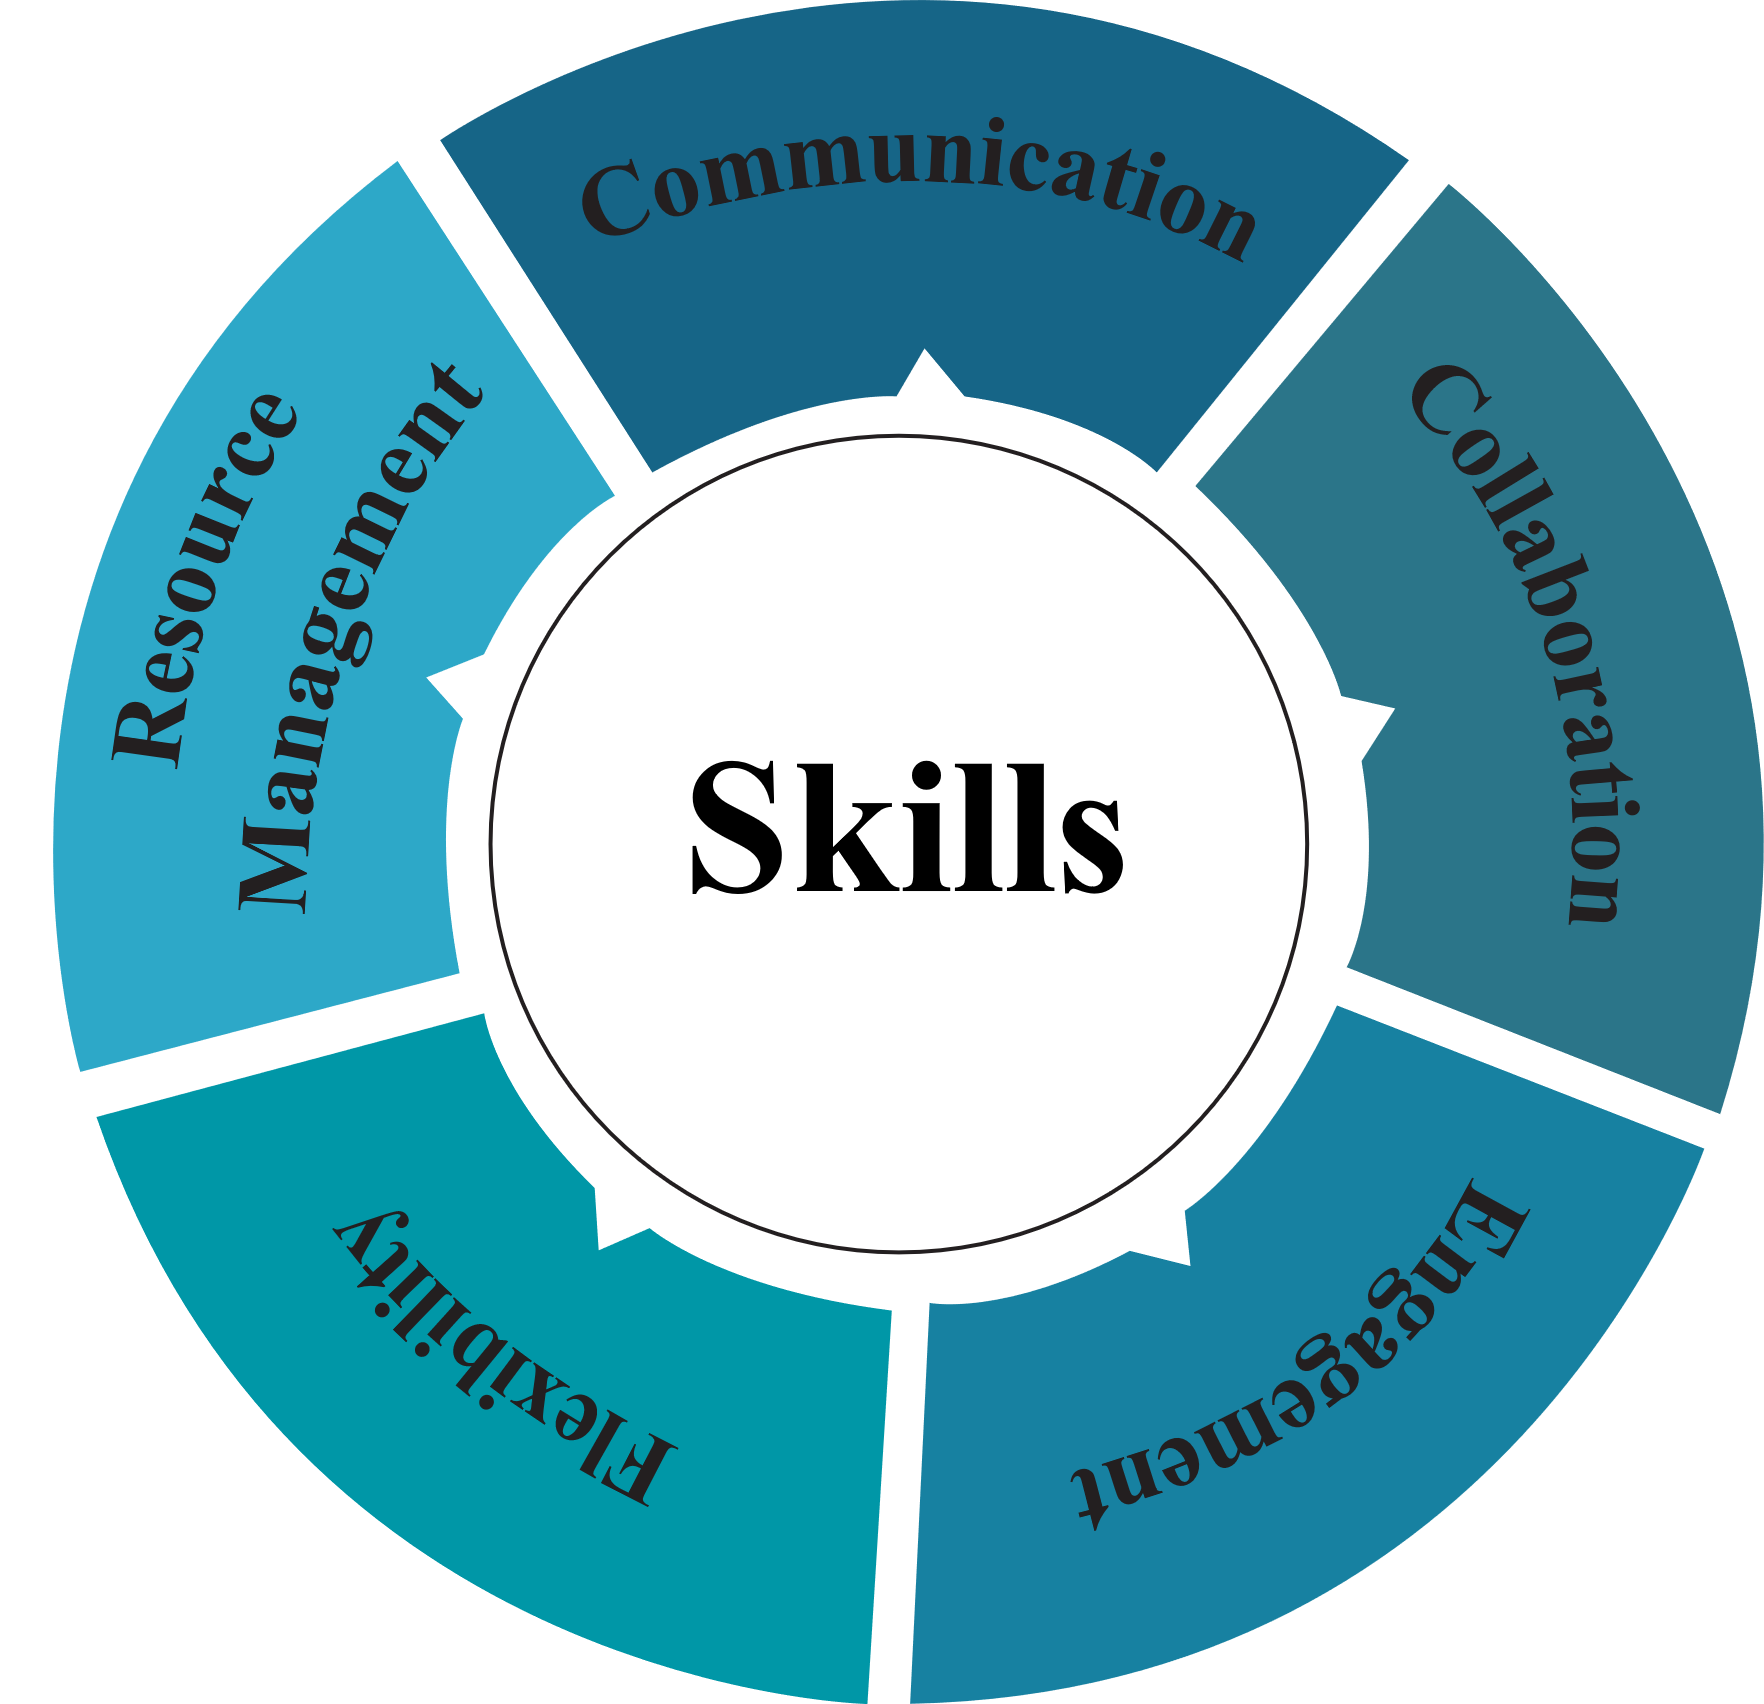 Communication
Collaboration
Engagement
Flexibility
Resource
Management
Skills